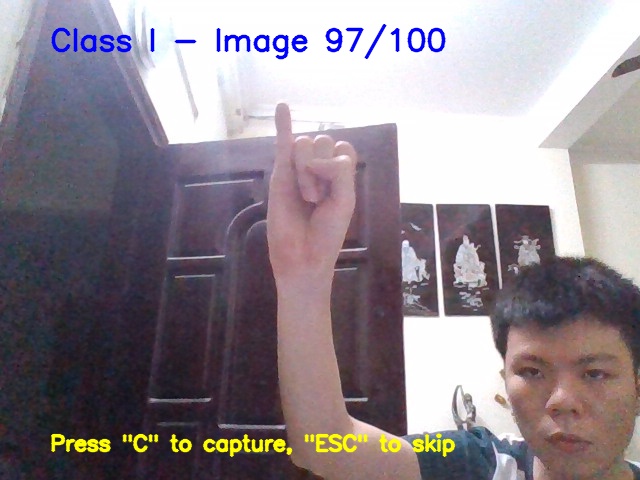 Class I - Image 97/100
Press "C" to capture, "ESC" to skip